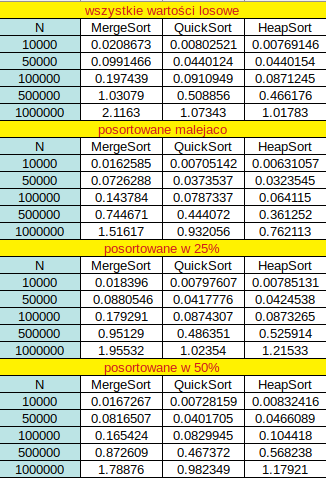 wszystkie wartości losowe
N MergeSort QuickSort HeapSort
10000 0.0208673 0.00802521 0.00769146
50000 0.0991466 0.0440124 0.0440154
100000 0.197439 0.0910949 0.0871245
500000 1.03079 0.508856 0.466176
1000000 2.1163 1.07343 1.01783
posortowane malejaco
N MergeSort QuickSort HeapSort
10000 0.0162585 0.00705142 0.00631057
50000 0.0726288 0.0373537 0.0323545
100000 0.143784 0.0787337 0.064115
500000 0.744671 0.444072 0.361252
1000000 1.51617 0.932056 0.762113
posortowane w 25%
N MergeSort QuickSort HeapSort
10000 0.018396 0.00797607 0.00785131
50000 0.0880546 0.0417776 0.0424538
100000 0.179291 0.0874307 0.0873265
500000 0.95129 0.486351 0.525914
1000000 1.95532 1.02354 1.21533
posortowane w 50%
N MergeSort QuickSort HeapSort
10000 0.0167267 0.00728159 0.00832416
50000 0.0816507 0.0401705 0.0466089
100000 0.165424 0.0829945 0.104418
500000 0.872609 0.467372 0.568238
1000000 1.78876 0.982349 1.17921